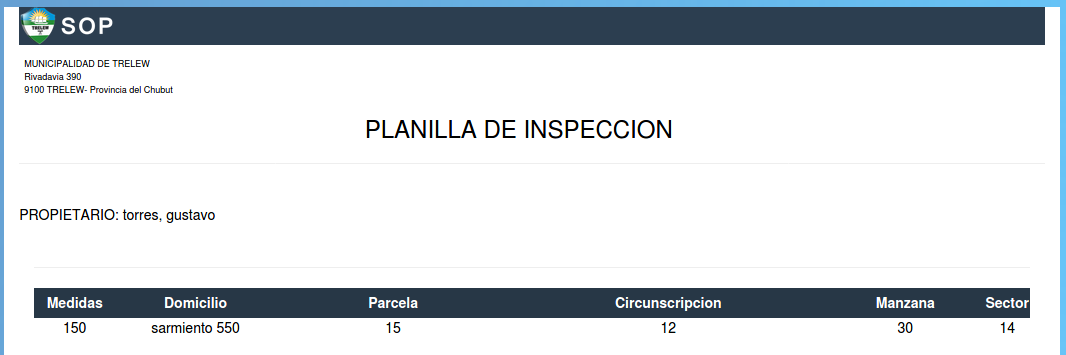 TRELEW
SOP
MUNICIPALIDAD DE TRELEW
Rivadavia 390
9100 TRELEW- Provincia del Chubut
PLANILLA DE INSPECCION
PROPIETARIO: torres, gustavo
Medidas Domicilio Parcela Circunscripcion Manzana Sector
150 sarmiento 550 15 12 30 14